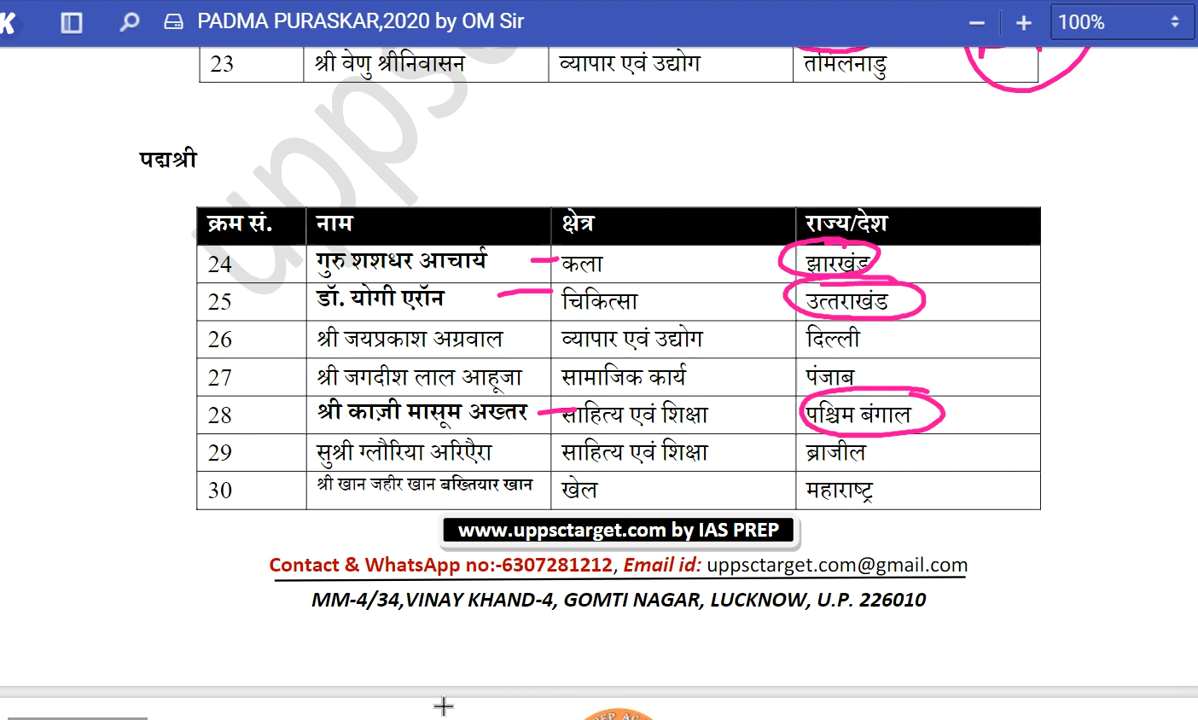 K PADMA PURASKAR,2020 by OM Sir 100%
23 श्री वेणु श्रीनिवासन व्यापार एवं उद्योग तमिलनाडु
uppsc
पद्मश्री
क्रम सं. नाम क्षेत्र राज्य/देश
24 गुरु शशधर आचार्य कला झारखंड
25 डॉ. योगी एरॉन चिकित्सा उत्तराखंड
26 श्री जयप्रकाश अग्रवाल व्यापार एवं उद्योग दिल्ली
27 श्री जगदीश लाल आहूजा सामाजिक कार्य पंजाब
28 श्री काज़ी मासूम अख्तर साहित्य एवं शिक्षा पश्चिम बंगाल
29 सुश्री ग्लौरिया अरिएैरा साहित्य एवं शिक्षा ब्राजील
30 श्री खान जहीर खान बख्तियार खान खेल महाराष्ट्र
www.uppsctarget.com by IAS PREP
Contact & WhatsApp no:-6307281212, Email id: uppsctarget.com@gmail.com
MM-4/34,VINAY KHAND-4, GOMTI NAGAR, LUCKNOW, U.P. 226010